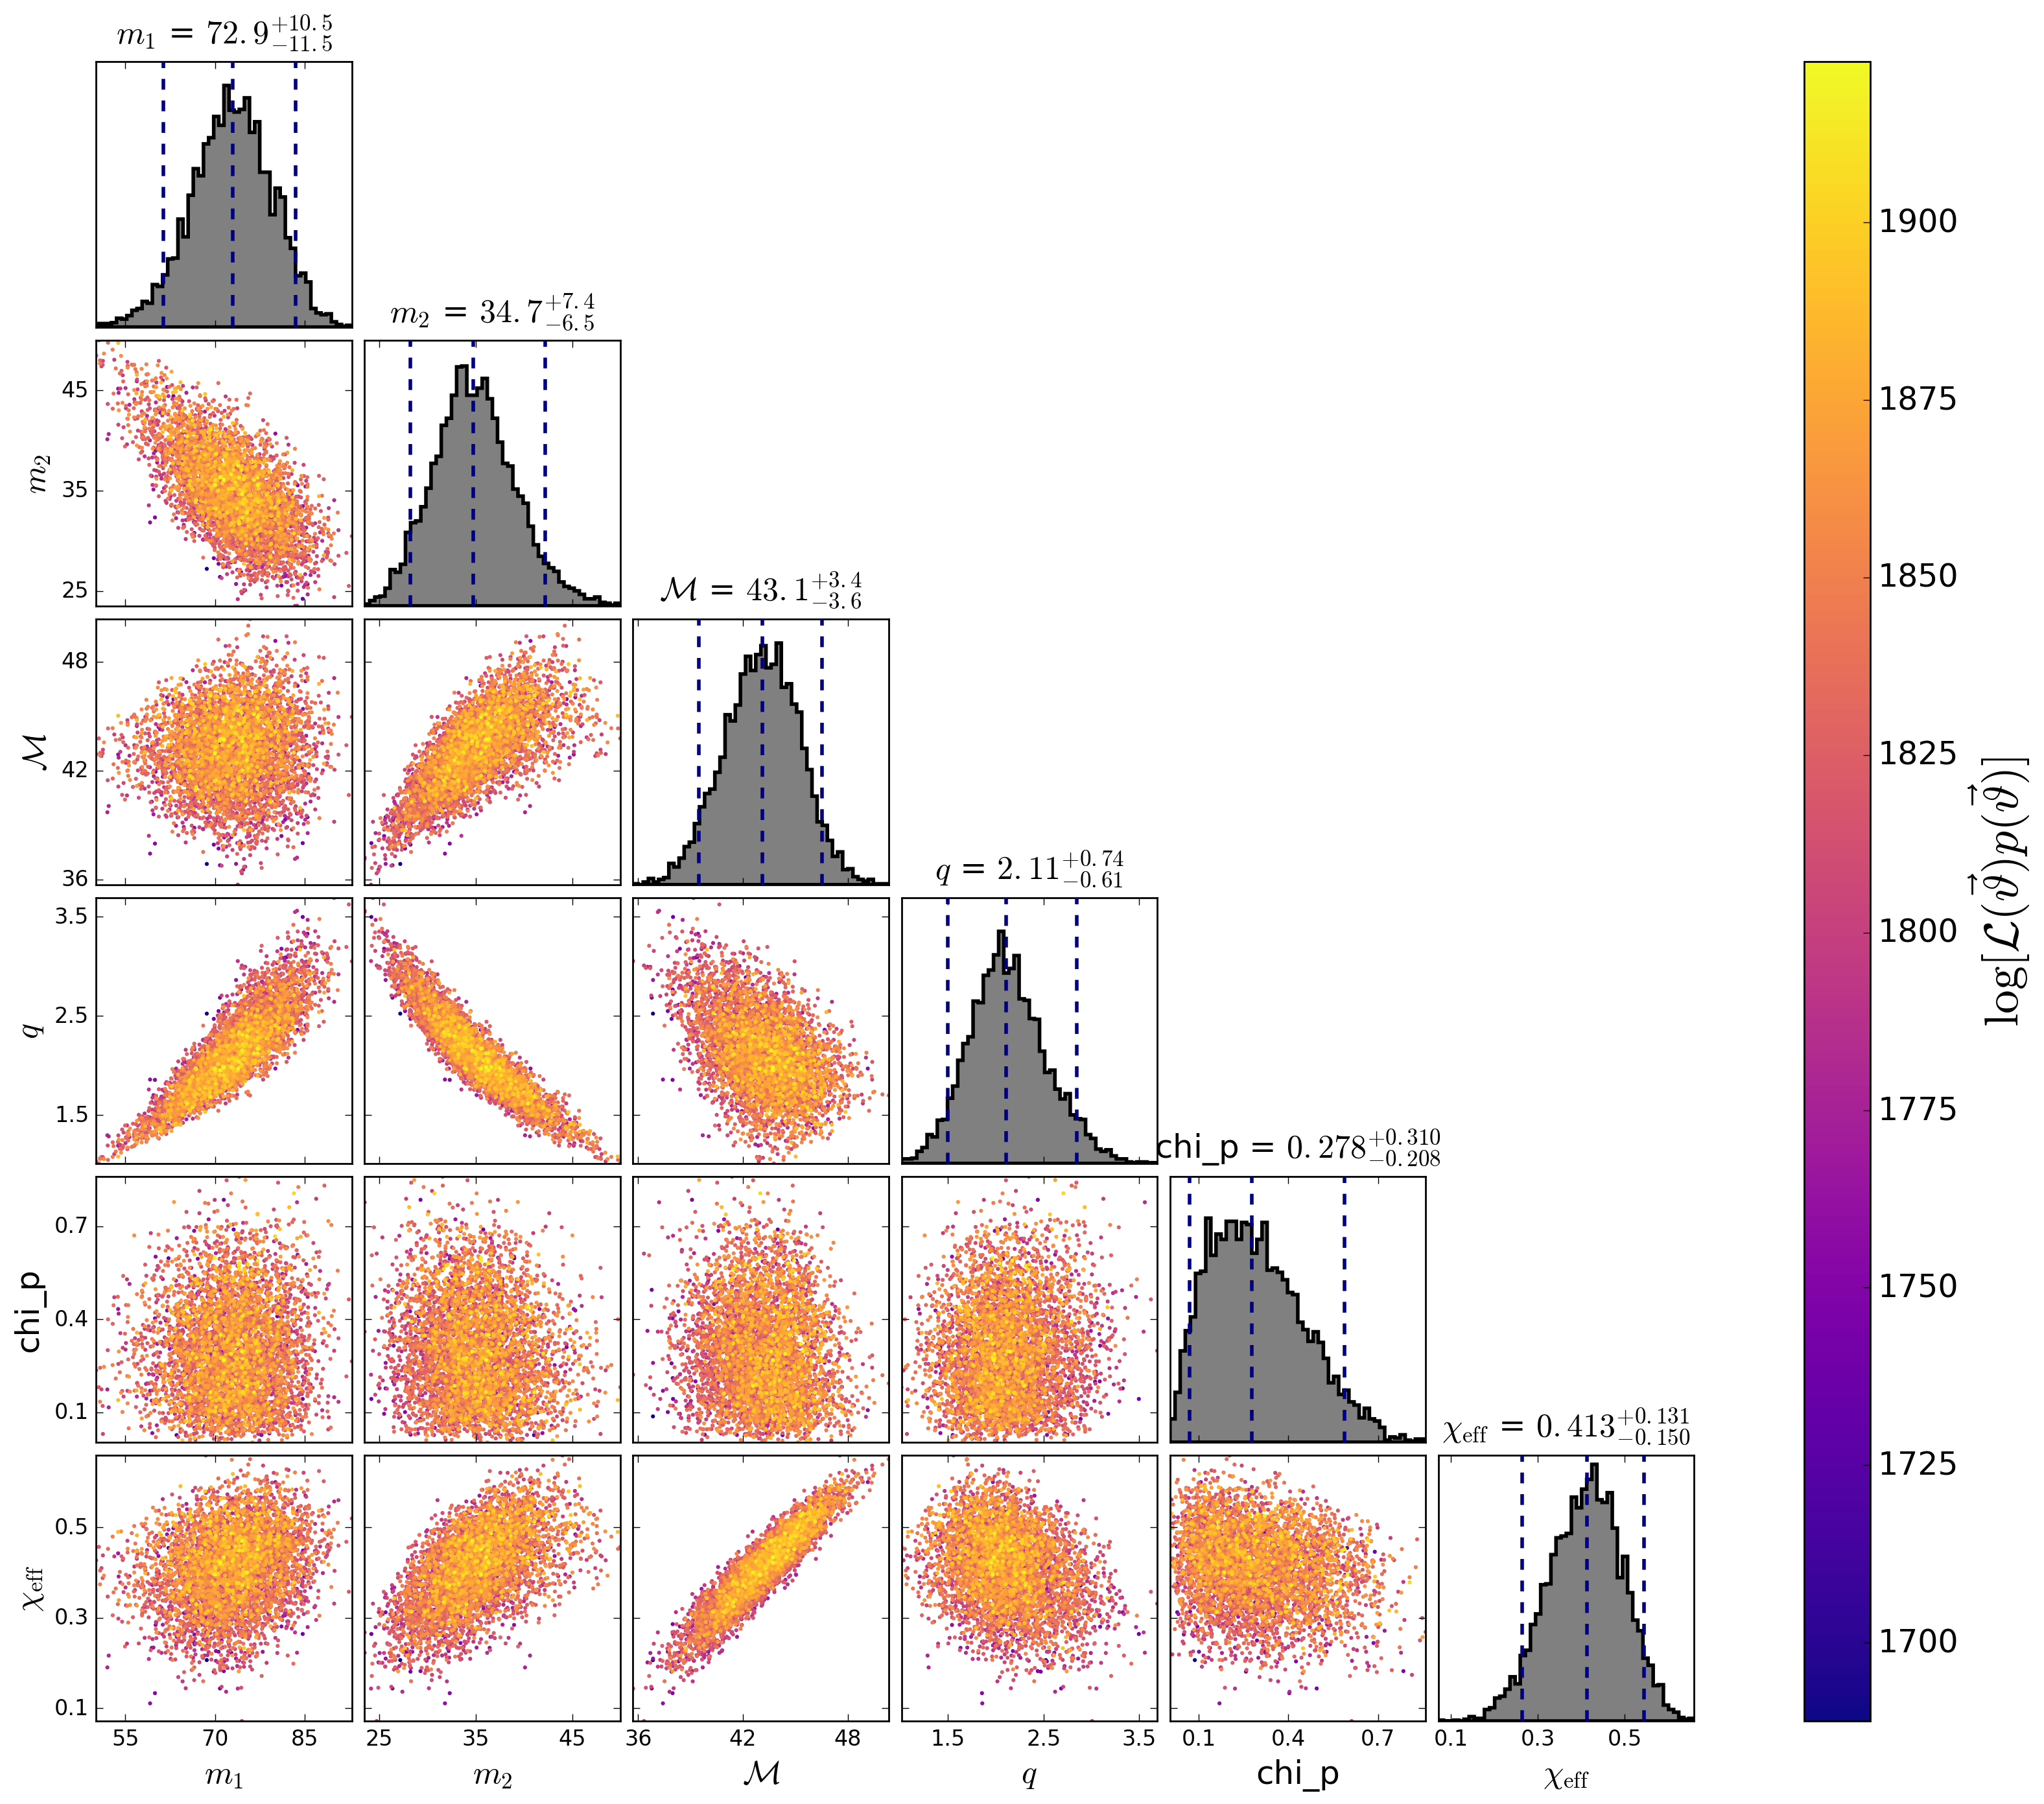 m₁ = 72.9 +10.5 −11.5
m₂ = 34.7 +7.4 −6.5
ℳ = 43.1 +3.4 −3.6
q = 2.11 +0.74 −0.61
chi_p = 0.278 +0.310 −0.208
χeff = 0.413 +0.131 −0.150
m₂
45
35
25
ℳ
48
42
36
q
3.5
2.5
1.5
chi_p
0.7
0.4
0.1
χeff
0.5
0.3
0.1
55 70 85
25 35 45
36 42 48
1.5 2.5 3.5
0.1 0.4 0.7
0.1 0.3 0.5
m₁
m₂
ℳ
q
chi_p
χeff
1900
1875
1850
1825
1800
1775
1750
1725
1700
log[ℒ(ϑ⃗)p(ϑ⃗)]